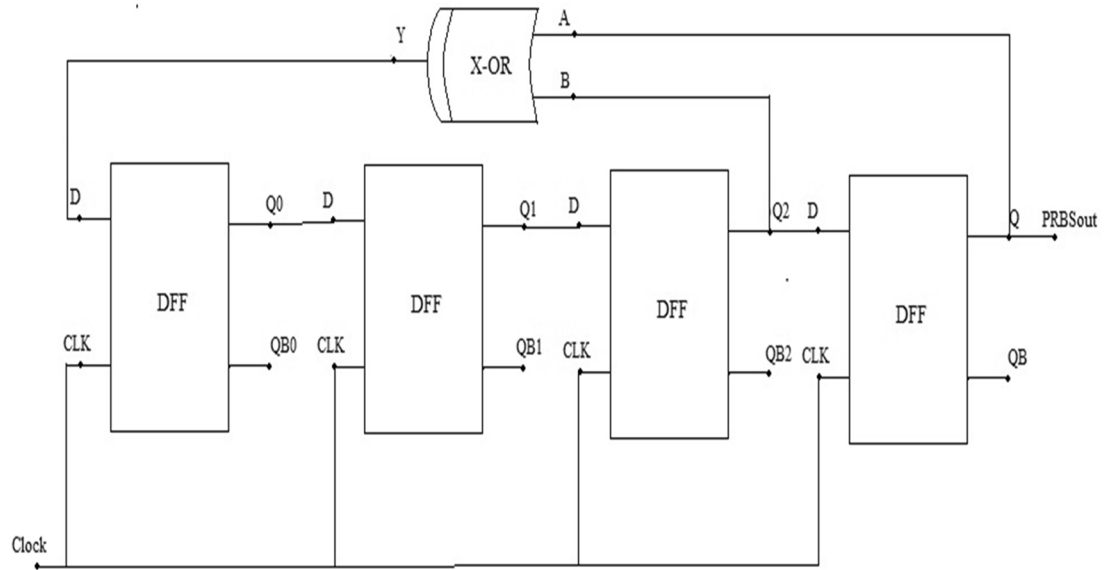 A
Y
X-OR
B
D
Q0
D
Q1
D
Q2
D
Q
PRBSout
DFF
DFF
DFF
DFF
CLK
QB0
CLK
QB1
CLK
QB2
CLK
QB
Clock